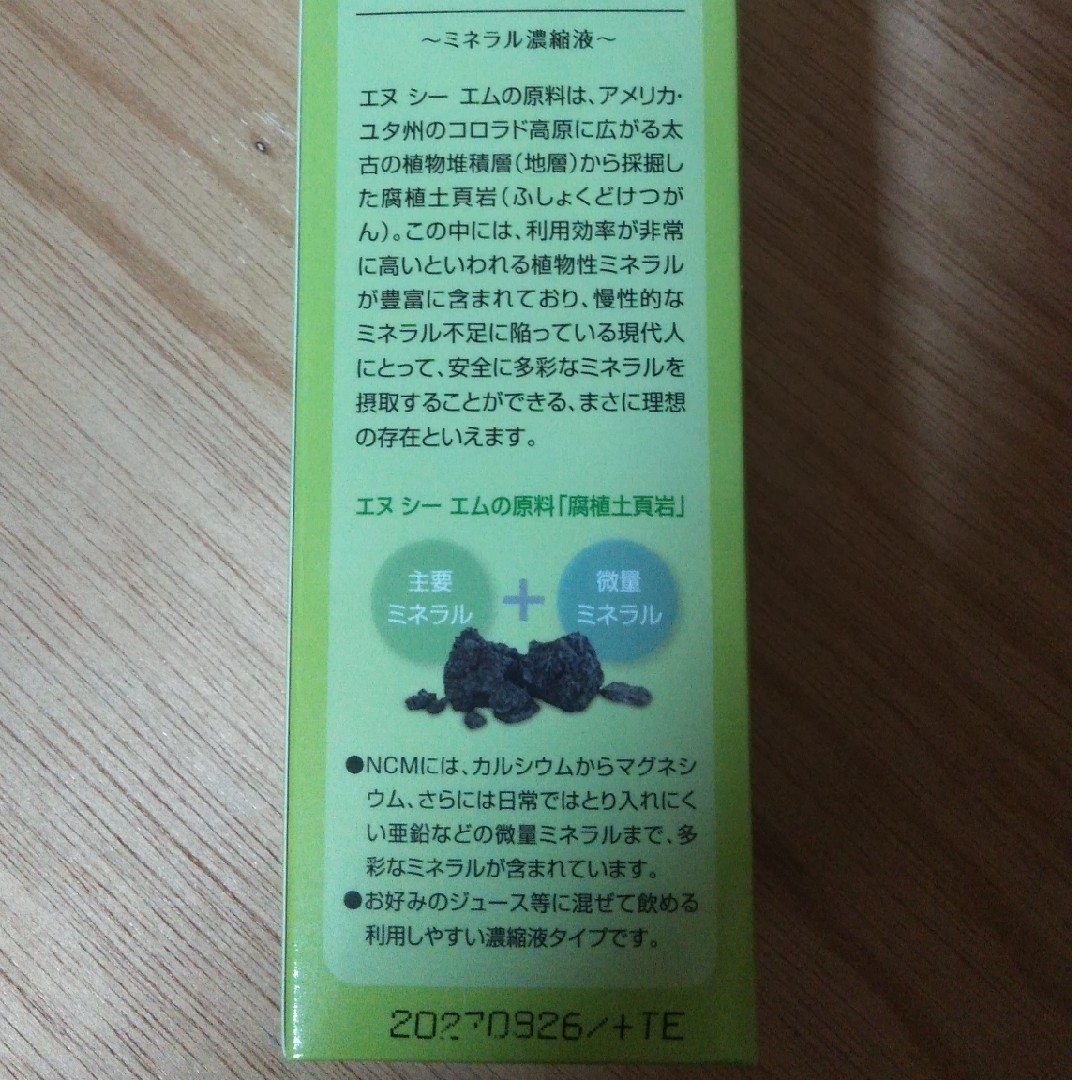 ～ミネラル濃縮液～
エヌ シー エムの原料は、アメリカ・
ユタ州のコロラド高原に広がる太
古の植物堆積層（地層）から採掘し
た腐植土頁岩（ふしょくどけつが
ん）。この中には、利用効率が非常
に高いといわれる植物性ミネラル
が豊富に含まれており、慢性的な
ミネラル不足に陥っている現代人
にとって、安全に多彩なミネラルを
摂取することができる、まさに理想
の存在といえます。
エヌ シー エムの原料「腐植土頁岩」
主要
ミネラル
+
微量
ミネラル
●NCMには、カルシウムからマグネシ
ウム、さらには日常ではとり入れにく
い亜鉛などの微量ミネラルまで、多
彩なミネラルが含まれています。
●お好みのジュース等に混ぜて飲める
利用しやすい濃縮液タイプです。
20270926/+TE